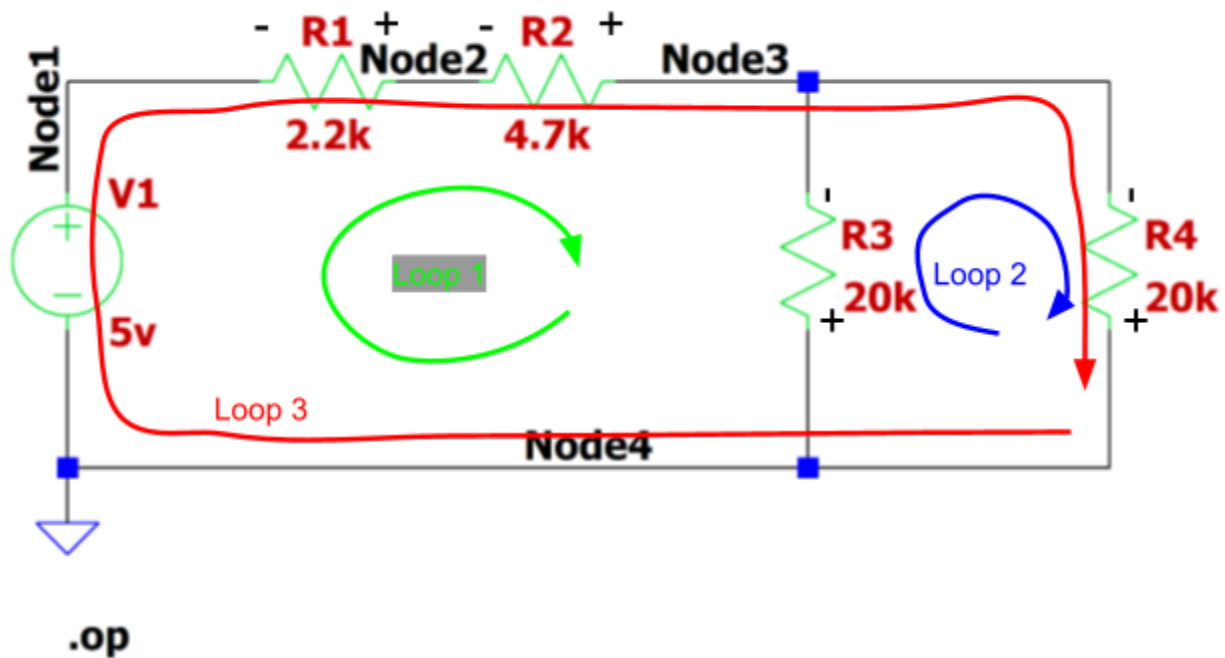 - R1 + - R2 +
Node1
Node2
Node3
2.2k
4.7k
V1
+
-
5v
Loop 1
-
R3
20k
+
Loop 2
-
R4
20k
+
Loop 3
Node4
.op